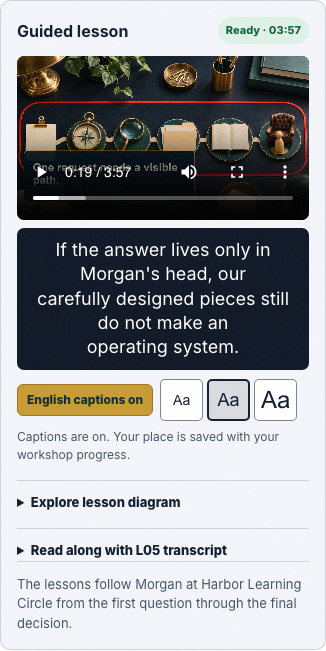 Guided lesson
Ready · 03:57
One request needs a visible
path.
0:19 / 3:57
If the answer lives only in
Morgan's head, our
carefully designed pieces still
do not make an
operating system.
English captions on
Aa
Aa
Aa
Captions are on. Your place is saved with your
workshop progress.
Explore lesson diagram
Read along with L05 transcript
The lessons follow Morgan at Harbor Learning
Circle from the first question through the final
decision.